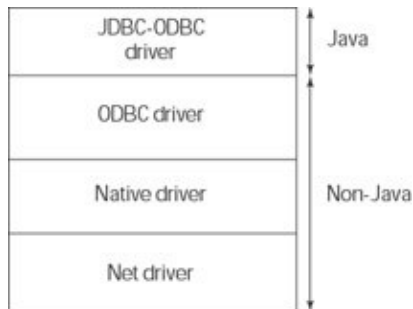 JDBC-ODBC
driver
Java
ODBC driver
Native driver
Non-Java
Net driver